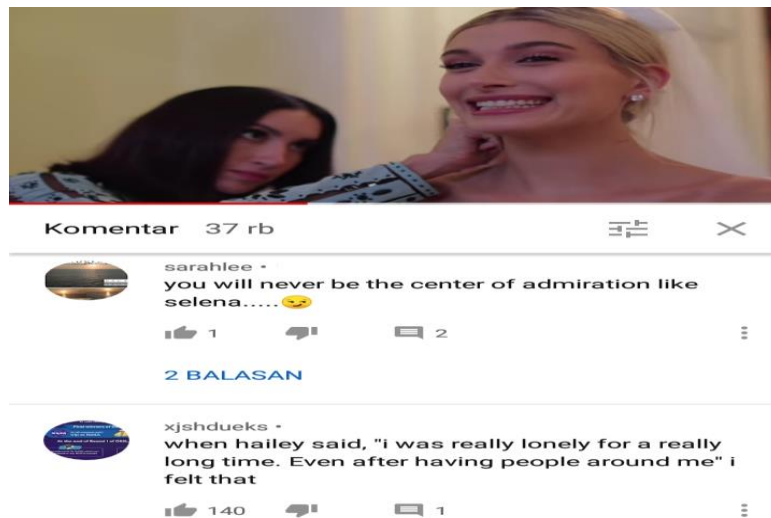 Komentar 37 rb
sarahlee •
you will never be the center of admiration like
selena.....😏
1 2
2 BALASAN
xjshdueks •
when hailey said, "i was really lonely for a really
long time. Even after having people around me" i
felt that
140 1